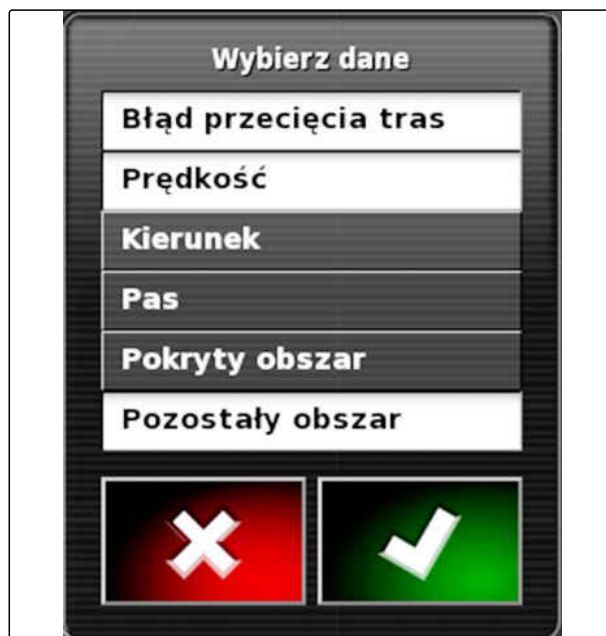 Wybierz dane
Błąd przecięcia tras
Prędkość
Kierunek
Pas
Pokryty obszar
Pozostały obszar